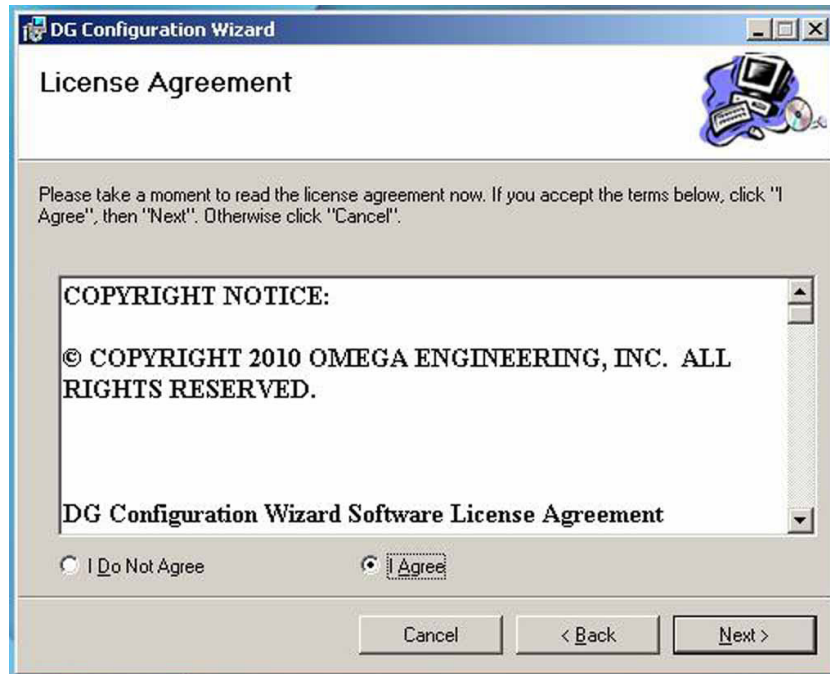 DG Configuration Wizard
License Agreement
Please take a moment to read the license agreement now. If you accept the terms below, click "I
Agree", then "Next". Otherwise click "Cancel".
COPYRIGHT NOTICE:
© COPYRIGHT 2010 OMEGA ENGINEERING, INC. ALL
RIGHTS RESERVED.
DG Configuration Wizard Software License Agreement
I Do Not Agree
I Agree
Cancel
< Back
Next >